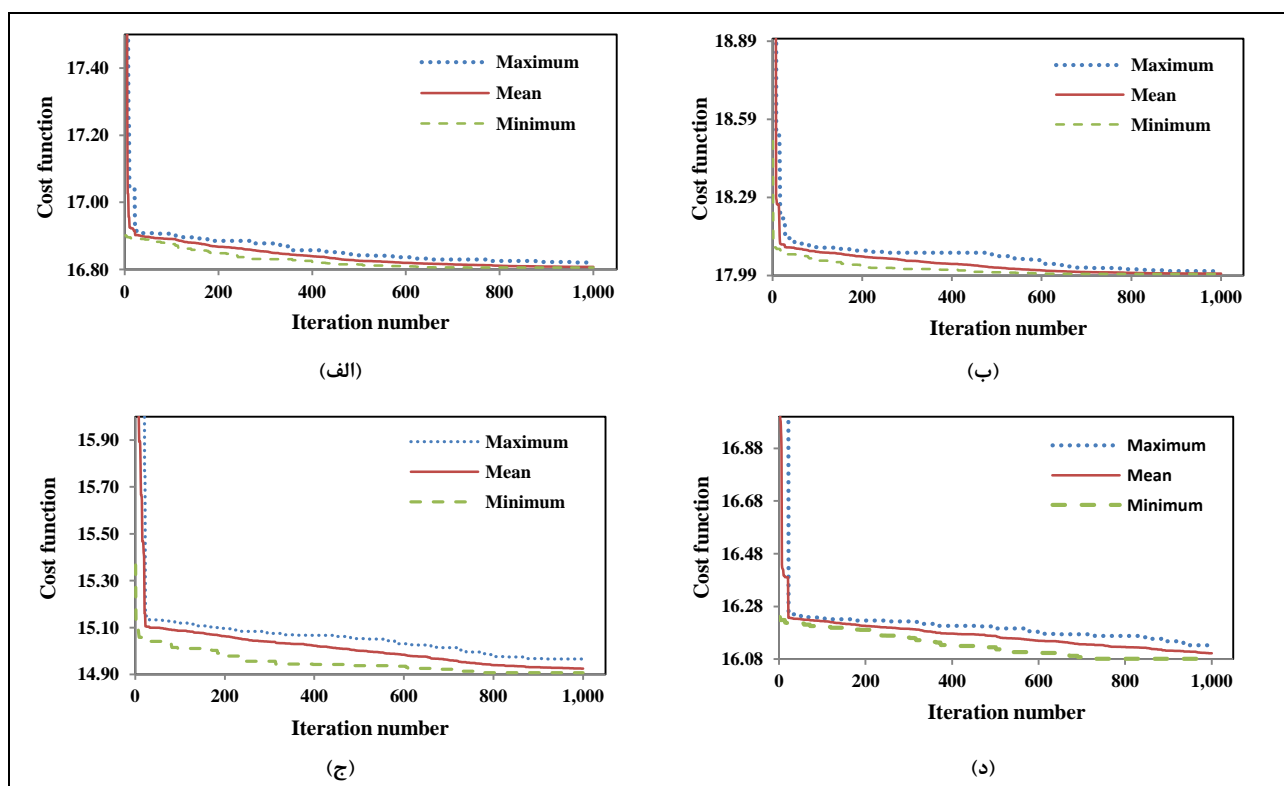 17.40
17.20
17.00
16.80
Cost function
0 200 400 600 800 1,000
Iteration number
Maximum
Mean
Minimum
(الف)
18.89
18.59
18.29
17.99
Cost function
0 200 400 600 800 1,000
Iteration number
Maximum
Mean
Minimum
(ب)
15.90
15.70
15.50
15.30
15.10
14.90
Cost function
0 200 400 600 800 1,000
Iteration number
Maximum
Mean
Minimum
(ج)
16.88
16.68
16.48
16.28
16.08
Cost function
0 200 400 600 800 1,000
Iteration number
Maximum
Mean
Minimum
(د)